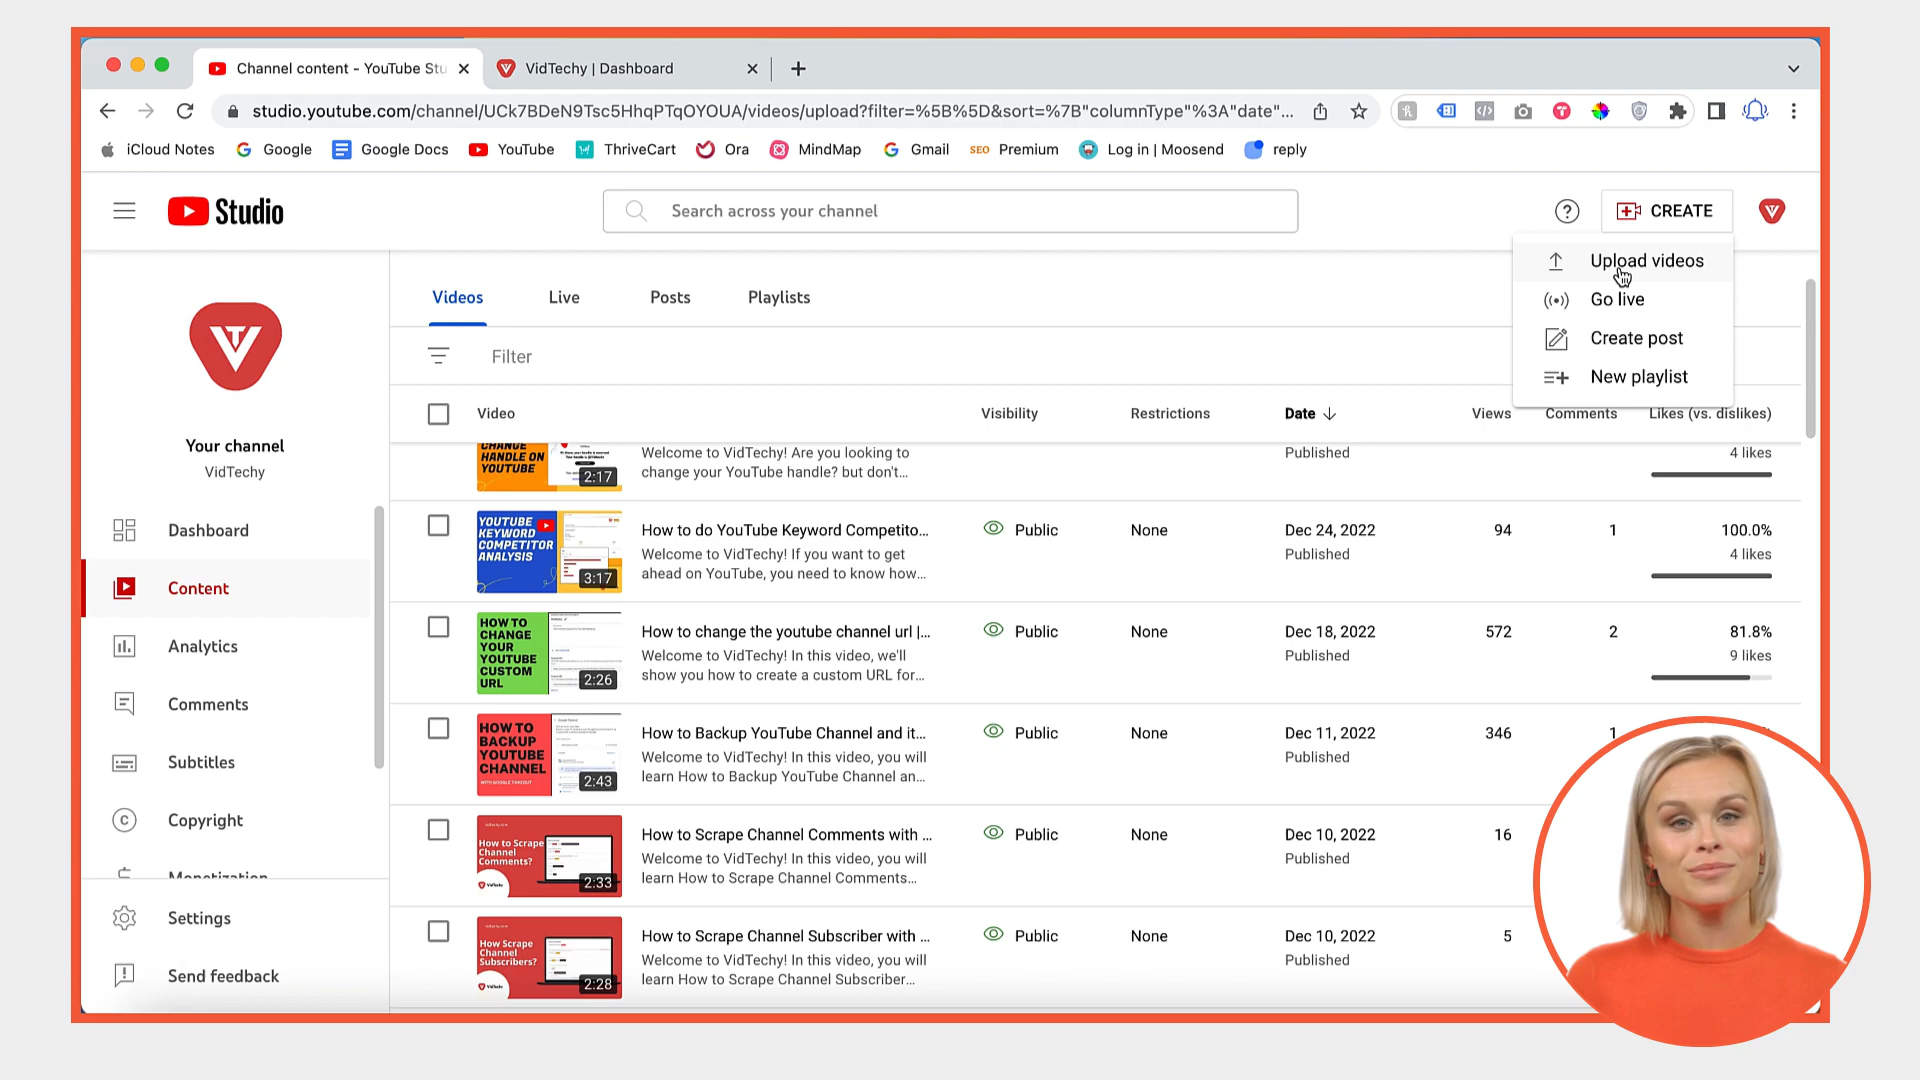 Channel content - YouTube Stu
VidTechy | Dashboard
studio.youtube.com/channel/UCk7BDeN9Tsc5HhqPTqOYOUA/videos/upload?filter=%5B%5D&sort=%7B"columnType"%3A"date"...
iCloud Notes
Google
Google Docs
YouTube
ThriveCart
Ora
MindMap
Gmail
SEO Premium
Log in | Moosend
reply
Studio
Search across your channel
CREATE
Upload videos
Go live
Create post
New playlist
Your channel
VidTechy
Dashboard
Content
Analytics
Comments
Subtitles
Copyright
Monetization
Settings
Send feedback
Videos Live Posts Playlists
Filter
Video Visibility Restrictions Date Views Comments Likes (vs. dislikes)
CHANGE
HANDLE ON
YOUTUBE
2:17
Welcome to VidTechy! Are you looking to
change your YouTube handle? but don't...
Published
4 likes
YOUTUBE
KEYWORD
COMPETITOR
ANALYSIS
3:17
How to do YouTube Keyword Competito...
Welcome to VidTechy! If you want to get
ahead on YouTube, you need to know how...
Public None Dec 24, 2022 94 1 100.0%
Published
4 likes
HOW TO
CHANGE
YOUR
YOUTUBE
CUSTOM
URL
2:26
How to change the youtube channel url |...
Welcome to VidTechy! In this video, we'll
show you how to create a custom URL for...
Public None Dec 18, 2022 572 2 81.8%
Published
9 likes
HOW TO
BACKUP
YOUTUBE
CHANNEL
WITH GOOGLE TAKEOUT
2:43
How to Backup YouTube Channel and it...
Welcome to VidTechy! In this video, you will
learn How to Backup YouTube Channel an...
Public None Dec 11, 2022 346 1
Published
How to Scrape
Channel
Comments?
VidTechy
2:33
How to Scrape Channel Comments with ...
Welcome to VidTechy! In this video, you will
learn How to Scrape Channel Comments...
Public None Dec 10, 2022 16
Published
How Scrape
Channel
Subscribers?
VidTechy
2:28
How to Scrape Channel Subscriber with ...
Welcome to VidTechy! In this video, you will
learn How to Scrape Channel Subscriber...
Public None Dec 10, 2022 5
Published